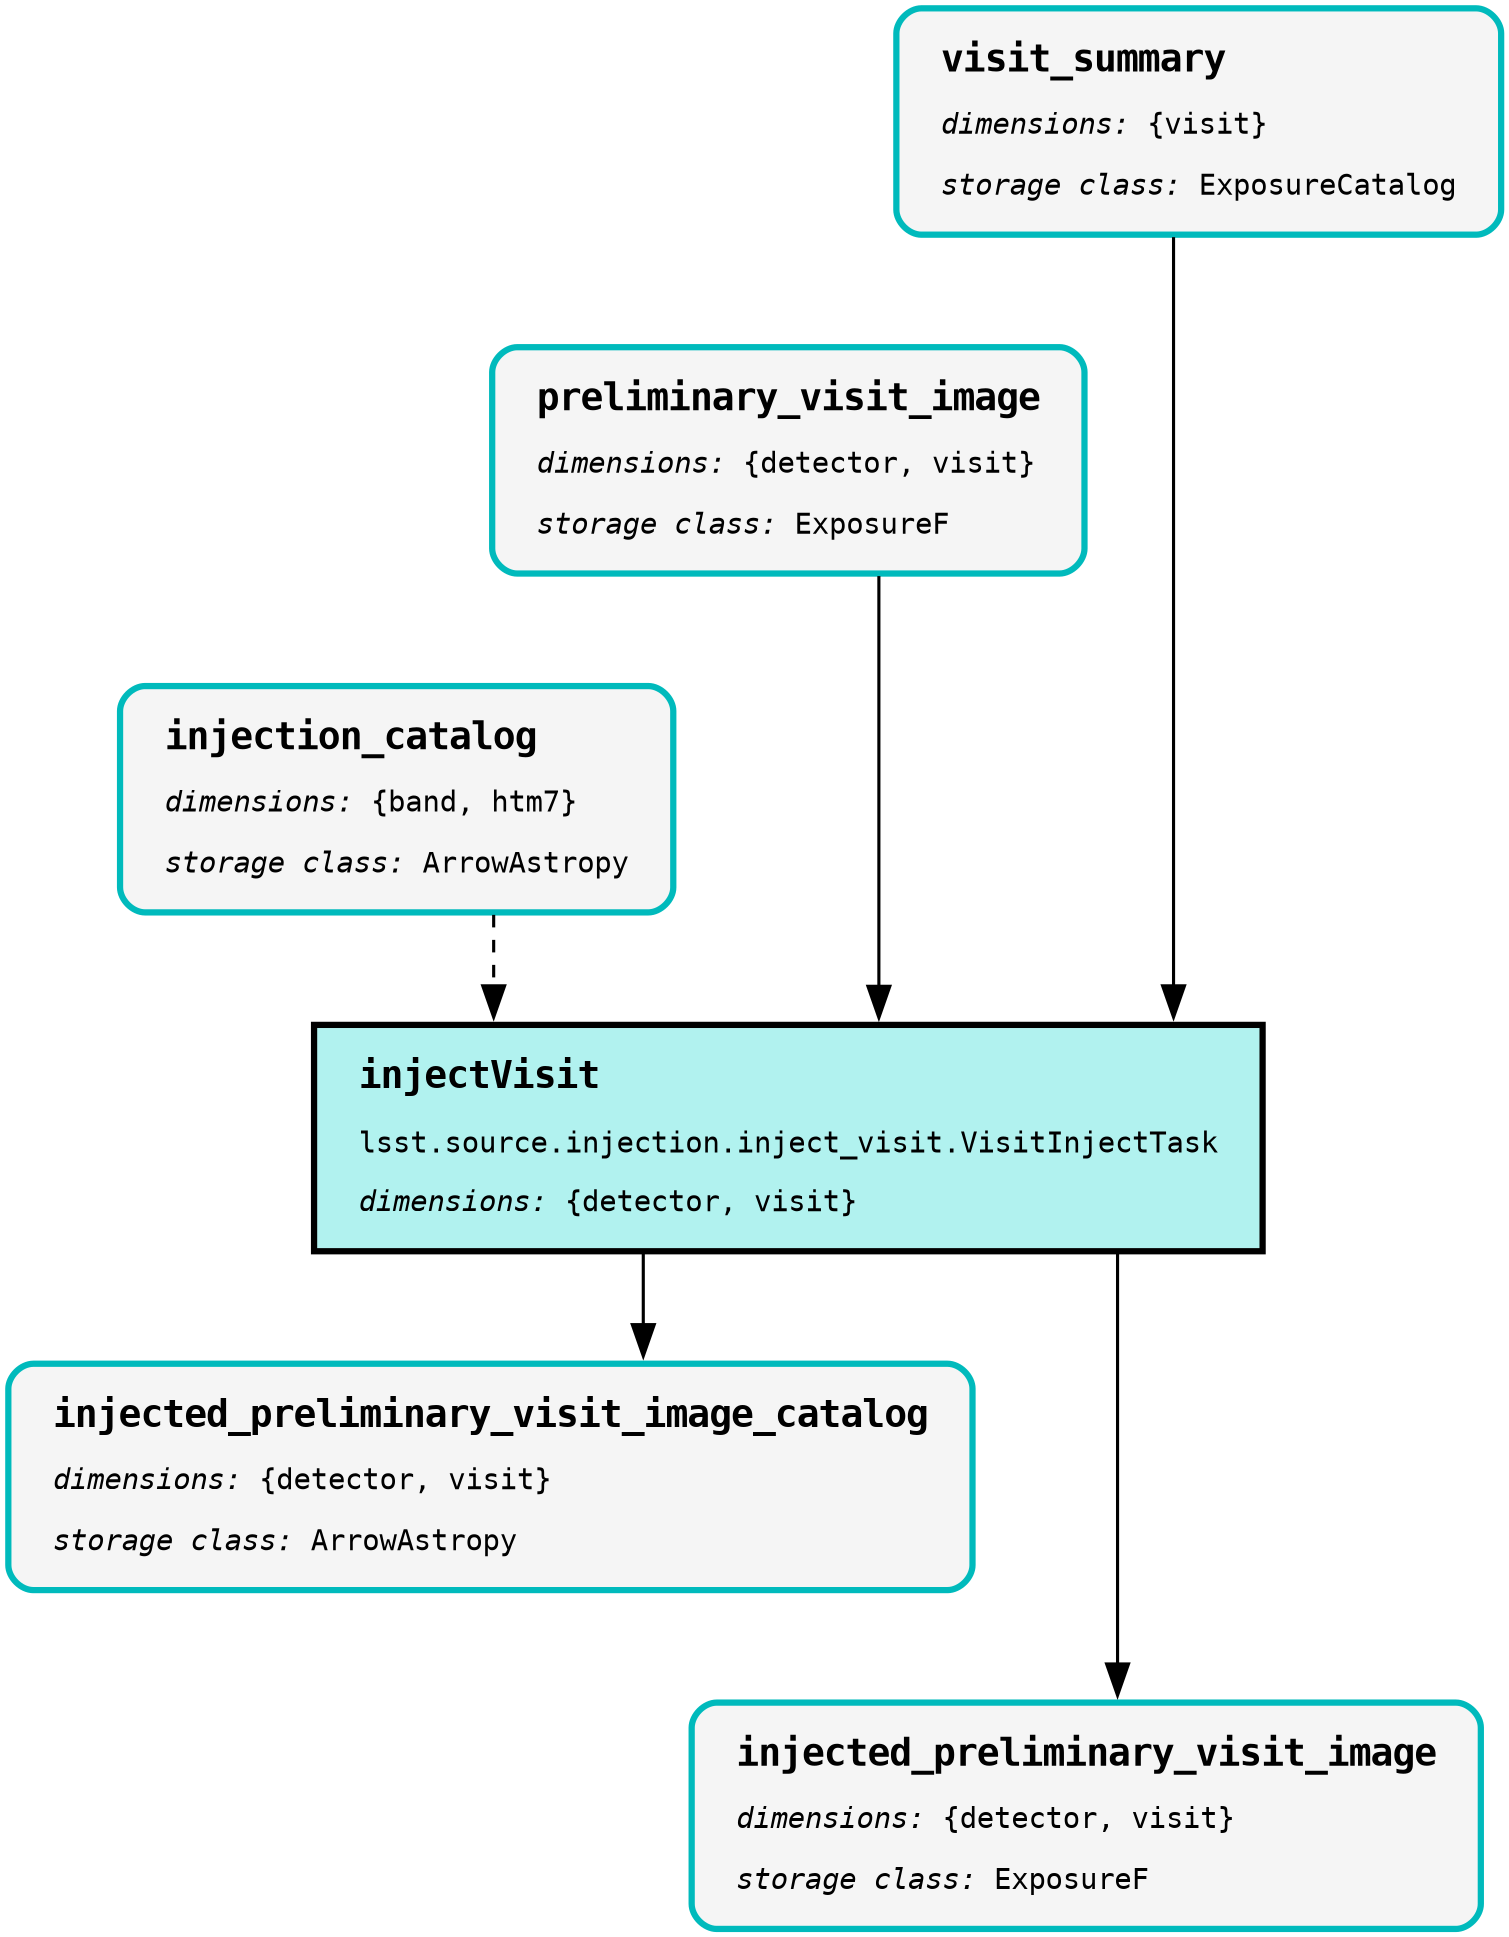 visit_summary
dimensions: {visit}
storage class: ExposureCatalog
preliminary_visit_image
dimensions: {detector, visit}
storage class: ExposureF
injection_catalog
dimensions: {band, htm7}
storage class: ArrowAstropy
injectVisit
lsst.source.injection.inject_visit.VisitInjectTask
dimensions: {detector, visit}
injected_preliminary_visit_image_catalog
dimensions: {detector, visit}
storage class: ArrowAstropy
injected_preliminary_visit_image
dimensions: {detector, visit}
storage class: ExposureF